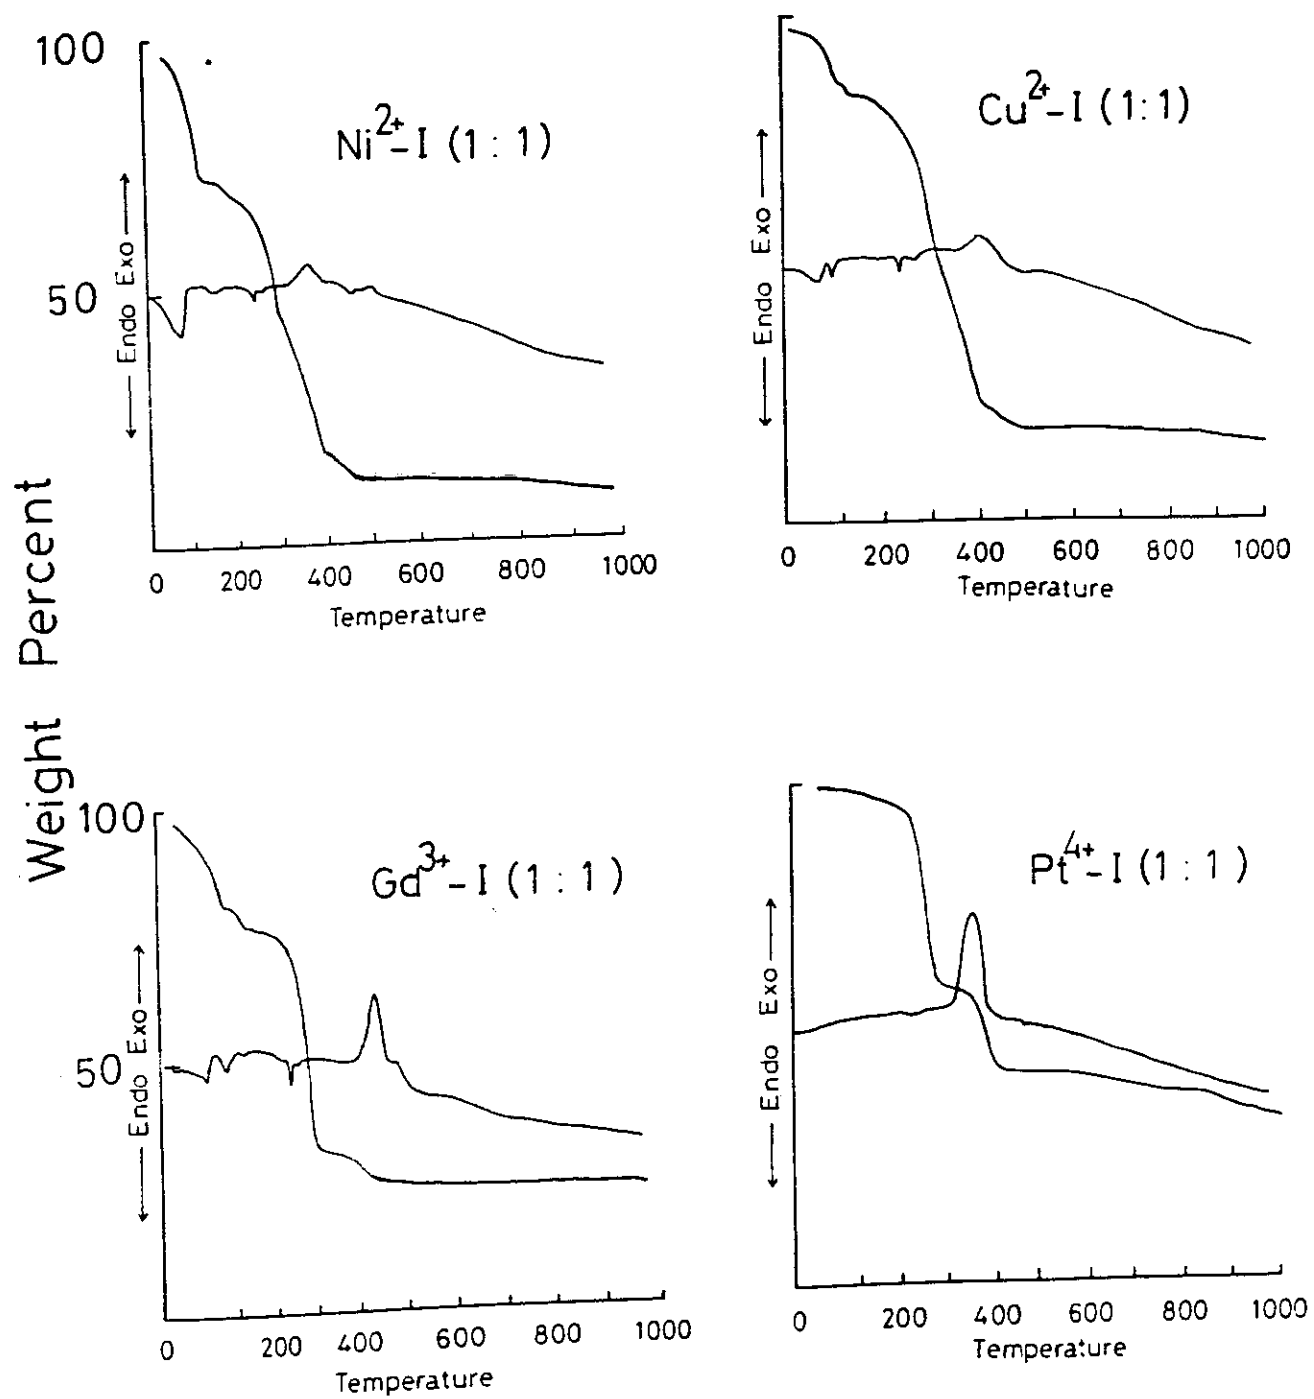 Weight Percent
100
50
← Endo Exo →
Ni2+-I (1 : 1)
0 200 400 600 800 1000
Temperature
← Endo Exo →
Cu2+-I (1:1)
0 200 400 600 800 1000
Temperature
100
50
← Endo Exo →
Gd3+-I (1 : 1)
0 200 400 600 800 1000
Temperature
← Endo Exo →
Pt4+-I (1 : 1)
0 200 400 600 800 1000
Temperature